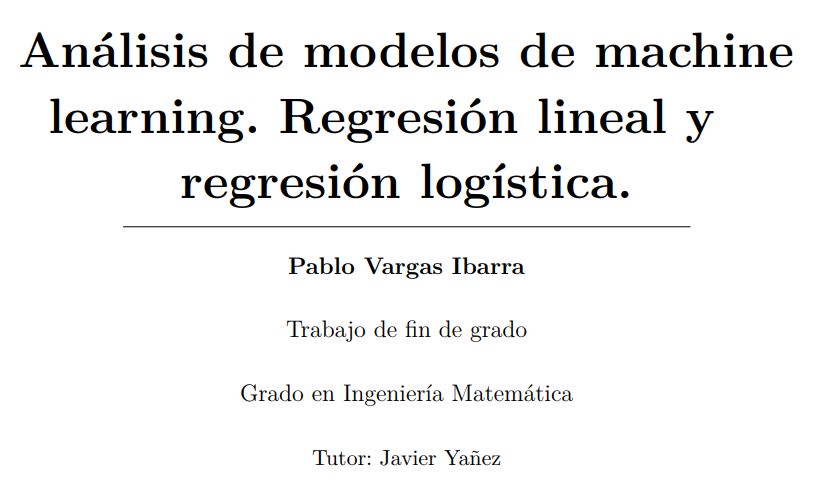 Análisis de modelos de machine
learning. Regresión lineal y
regresión logística.
Pablo Vargas Ibarra
Trabajo de fin de grado
Grado en Ingeniería Matemática
Tutor: Javier Yañez